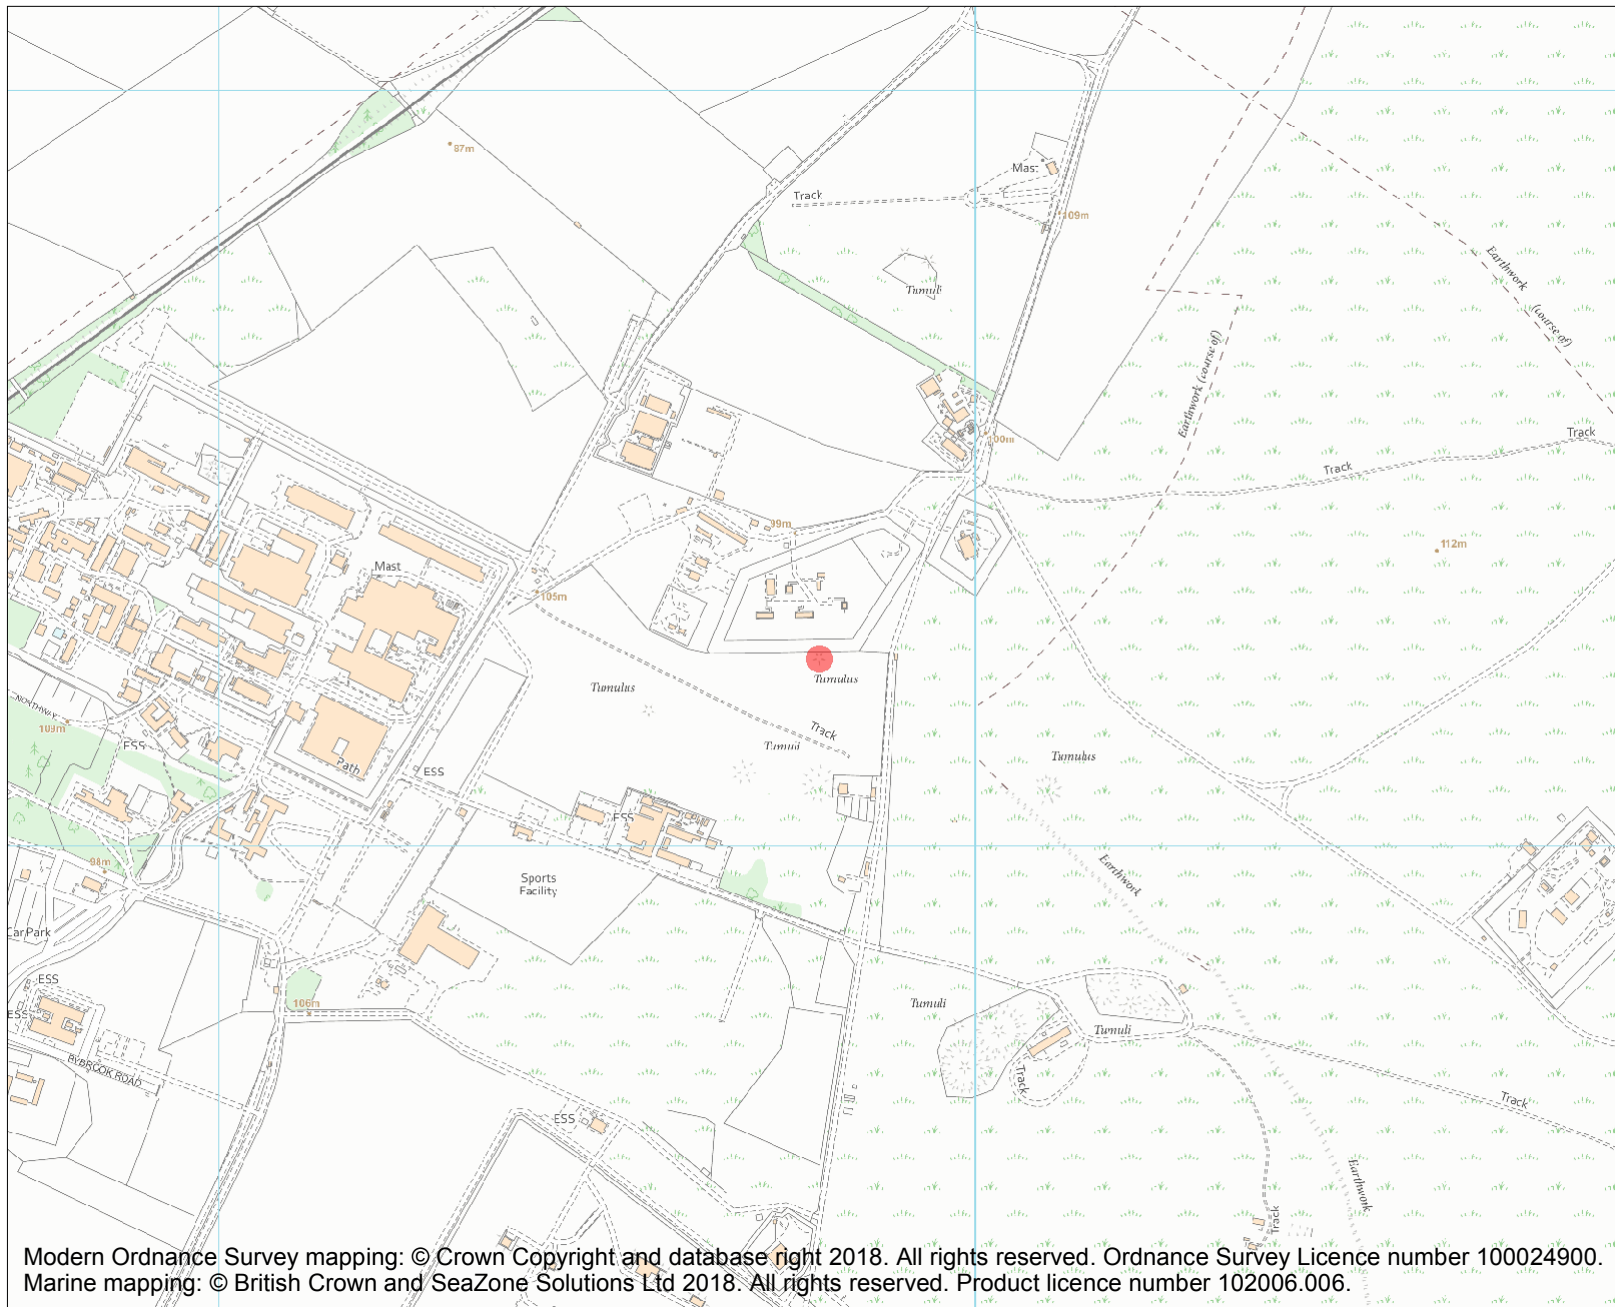 87m
Mast
Track
109m
Tumuli
Earthwork
(course of)
Earthwork (course of)
100m
Track
Track
99m
112m
Mast
105m
Tumulus
Tumulus
NORTHWAY
109m
ESS
Track
Tumuli
Tumulus
Path
ESS
ESS
98m
Earthwork
Sports
Facility
Car Park
ESS
106m
Tumuli
ESS
Tumuli
RYBROOK ROAD
Track
Track
ESS
Earthwork
Track
Modern Ordnance Survey mapping: © Crown Copyright and database right 2018. All rights reserved. Ordnance Survey Licence number 100024900.
Marine mapping: © British Crown and SeaZone Solutions Ltd 2018. All rights reserved. Product licence number 102006.006.